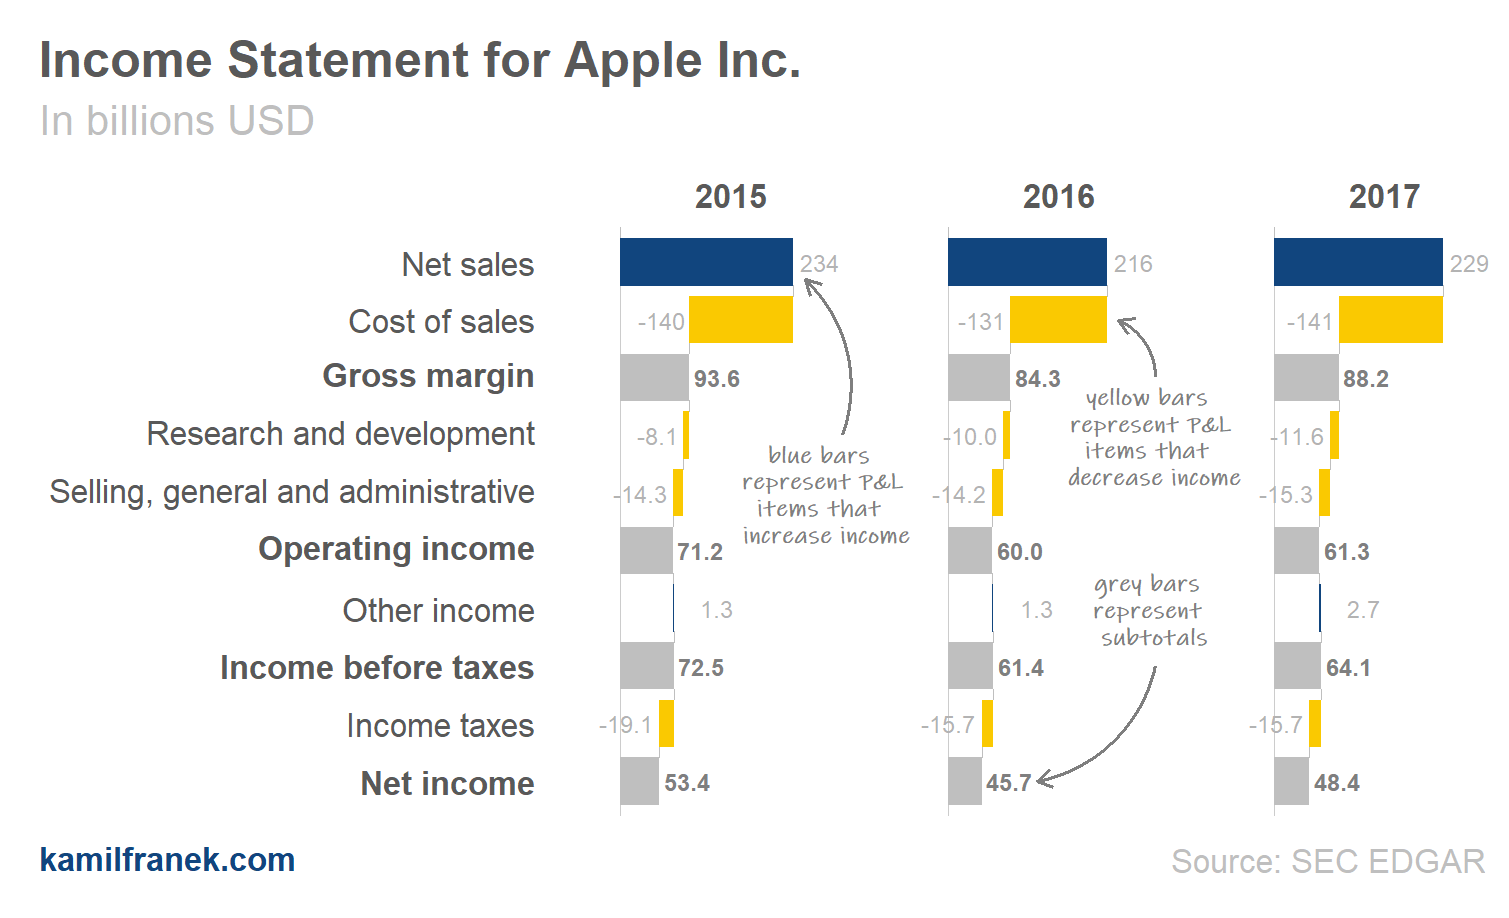 Income Statement for Apple Inc.
In billions USD
2015 2016 2017
Net sales 234 216 229
Cost of sales -140 -131 -141
Gross margin 93.6 84.3 88.2
Research and development -8.1 -10.0 -11.6
Selling, general and administrative -14.3 -14.2 -15.3
Operating income 71.2 60.0 61.3
Other income 1.3 1.3 2.7
Income before taxes 72.5 61.4 64.1
Income taxes -19.1 -15.7 -15.7
Net income 53.4 45.7 48.4
blue bars
represent P&L
items that
increase income
yellow bars
represent P&L
items that
decrease income
grey bars
represent
subtotals
kamilfranek.com
Source: SEC EDGAR